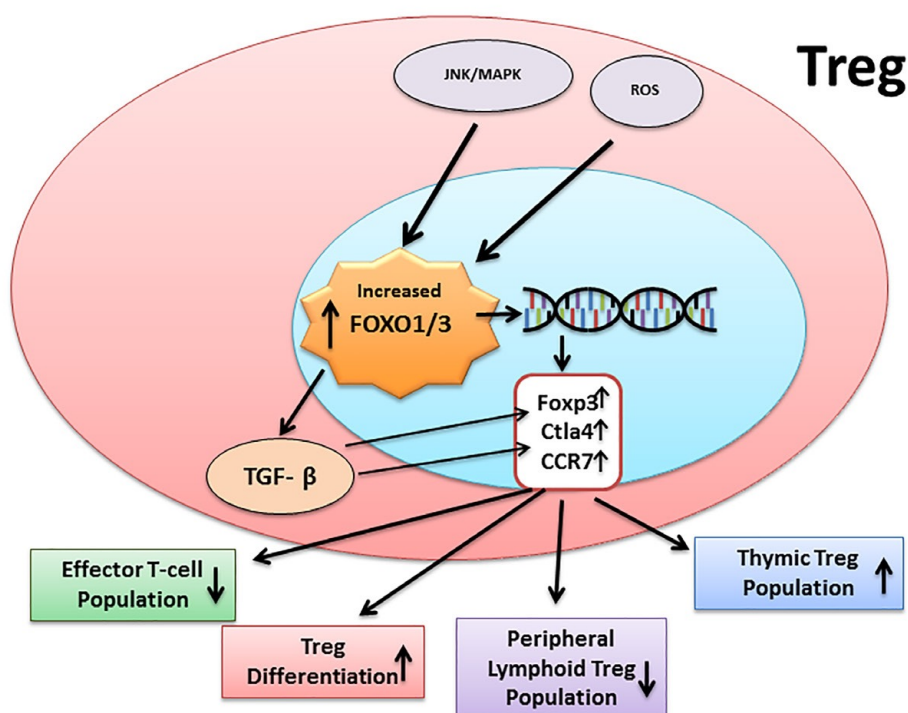 Treg
JNK/MAPK
ROS
Increased
FOXO1/3
Foxp3
Ctla4
CCR7
TGF- β
Effector T-cell
Population
Treg
Differentiation
Peripheral
Lymphoid Treg
Population
Thymic Treg
Population